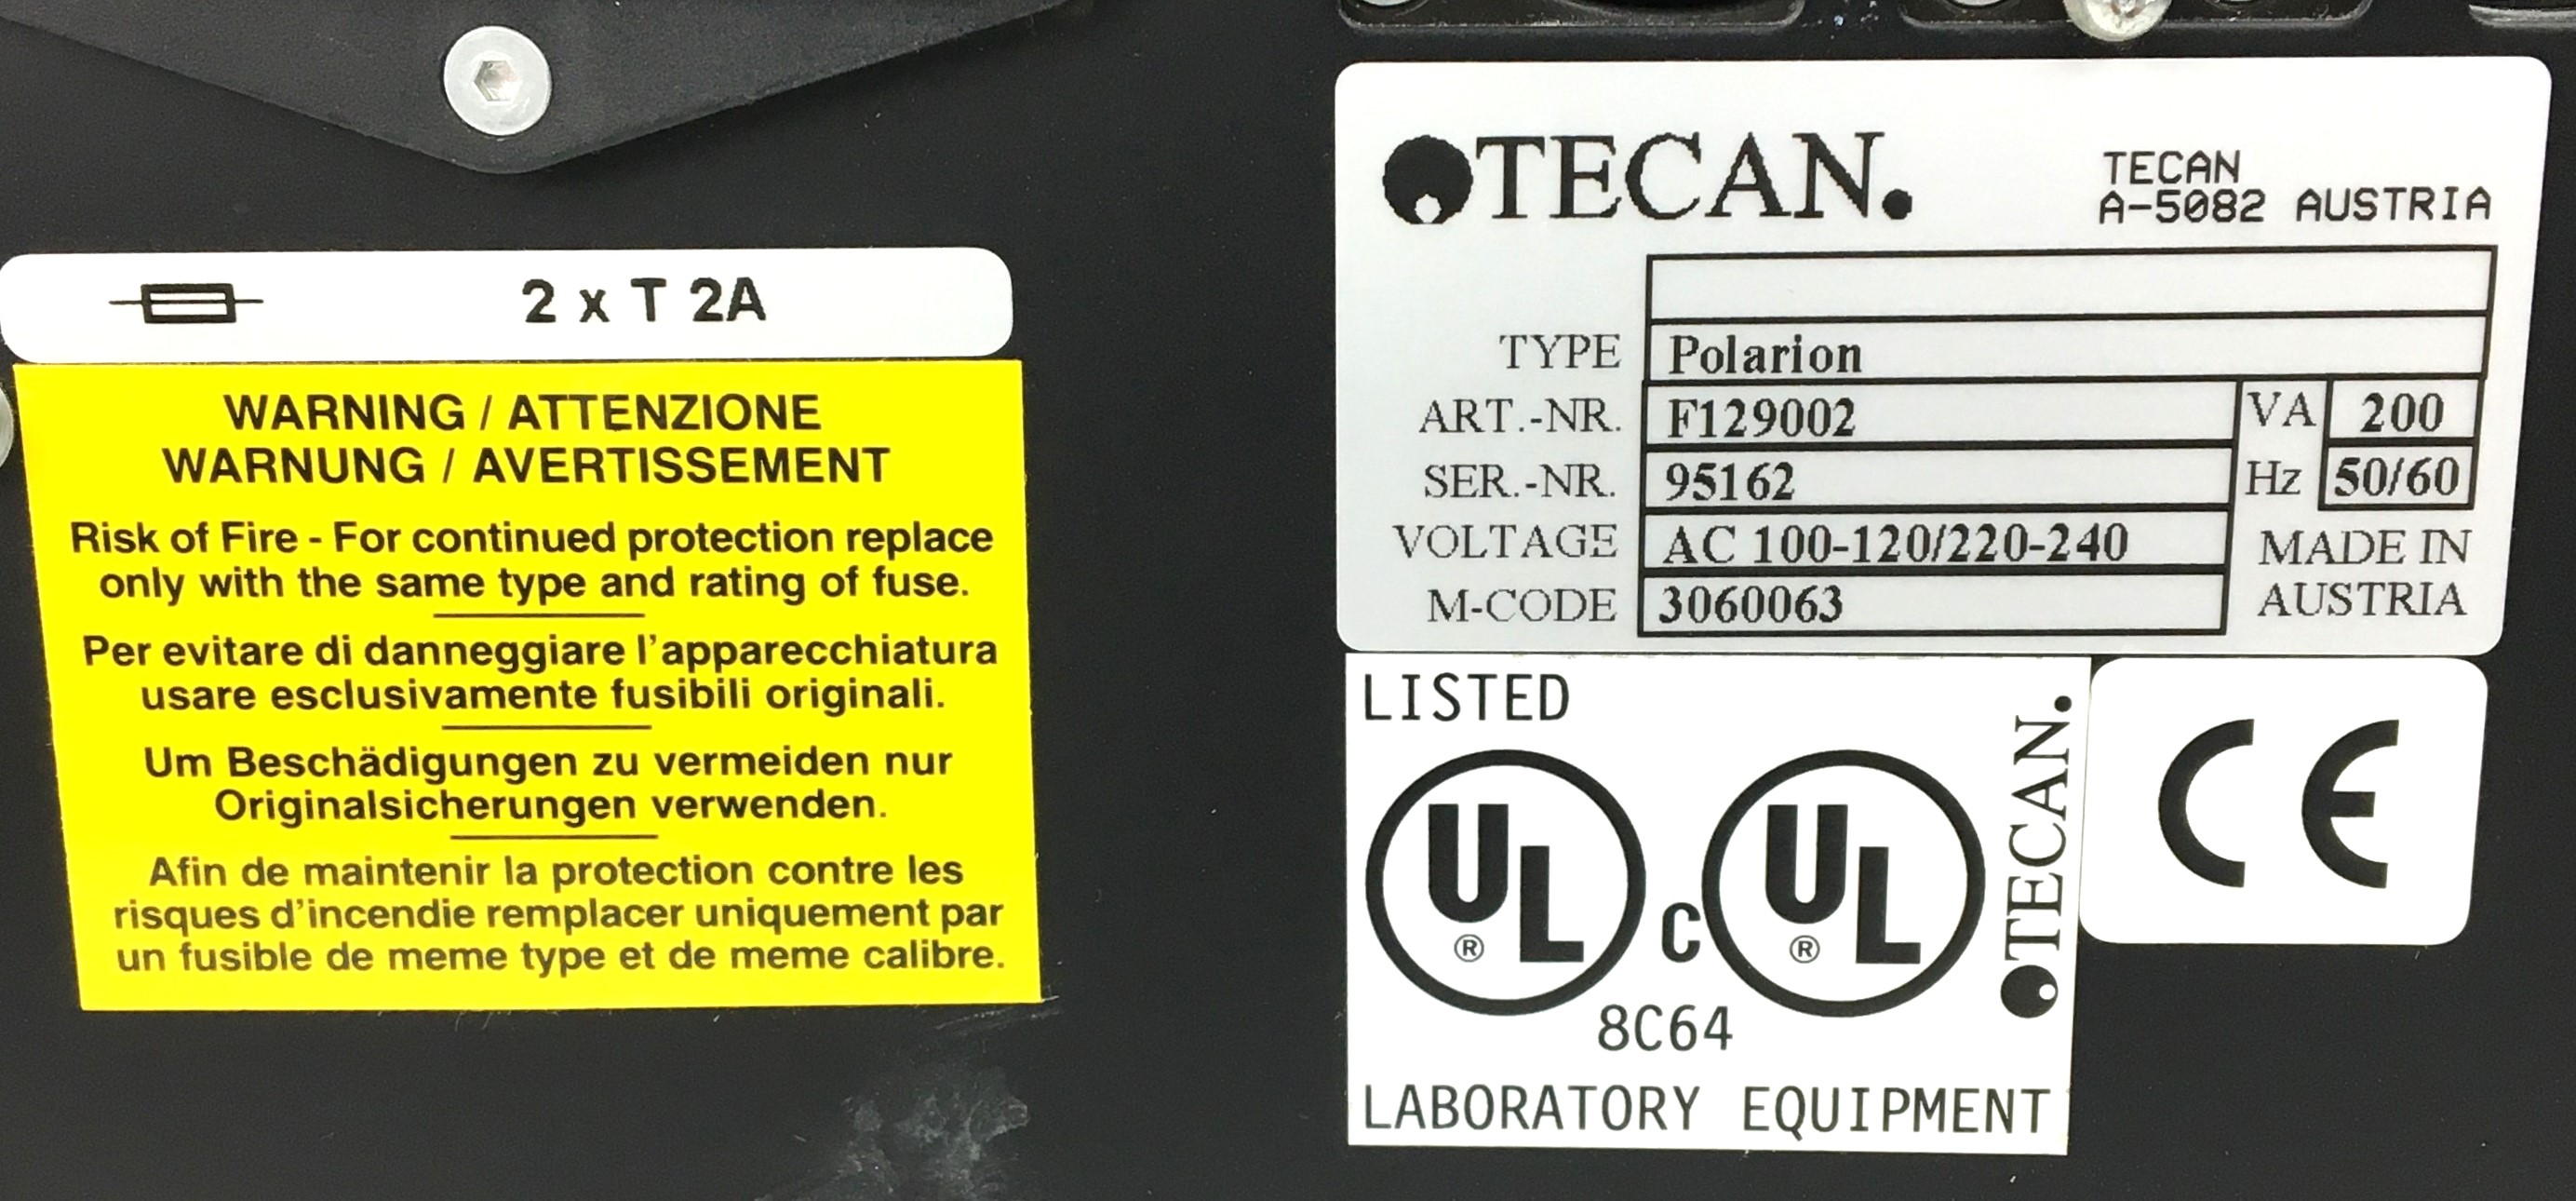 2 x T 2A
WARNING / ATTENZIONE
WARNUNG / AVERTISSEMENT
Risk of Fire - For continued protection replace
only with the same type and rating of fuse.
Per evitare di danneggiare l'apparecchiatura
usare esclusivamente fusibili originali.
Um Beschädigungen zu vermeiden nur
Originalsicherungen verwenden.
Afin de maintenir la protection contre les
risques d'incendie remplacer uniquement par
un fusible de meme type et de meme calibre.
TECAN.
TECAN
A-5082 AUSTRIA
TYPE Polarion
ART.-NR. F129002 VA 200
SER.-NR. 95162 Hz 50/60
VOLTAGE AC 100-120/220-240 MADE IN
M-CODE 3060063 AUSTRIA
LISTED
UL ® C UL ®
8C64
LABORATORY EQUIPMENT
TECAN.
CE